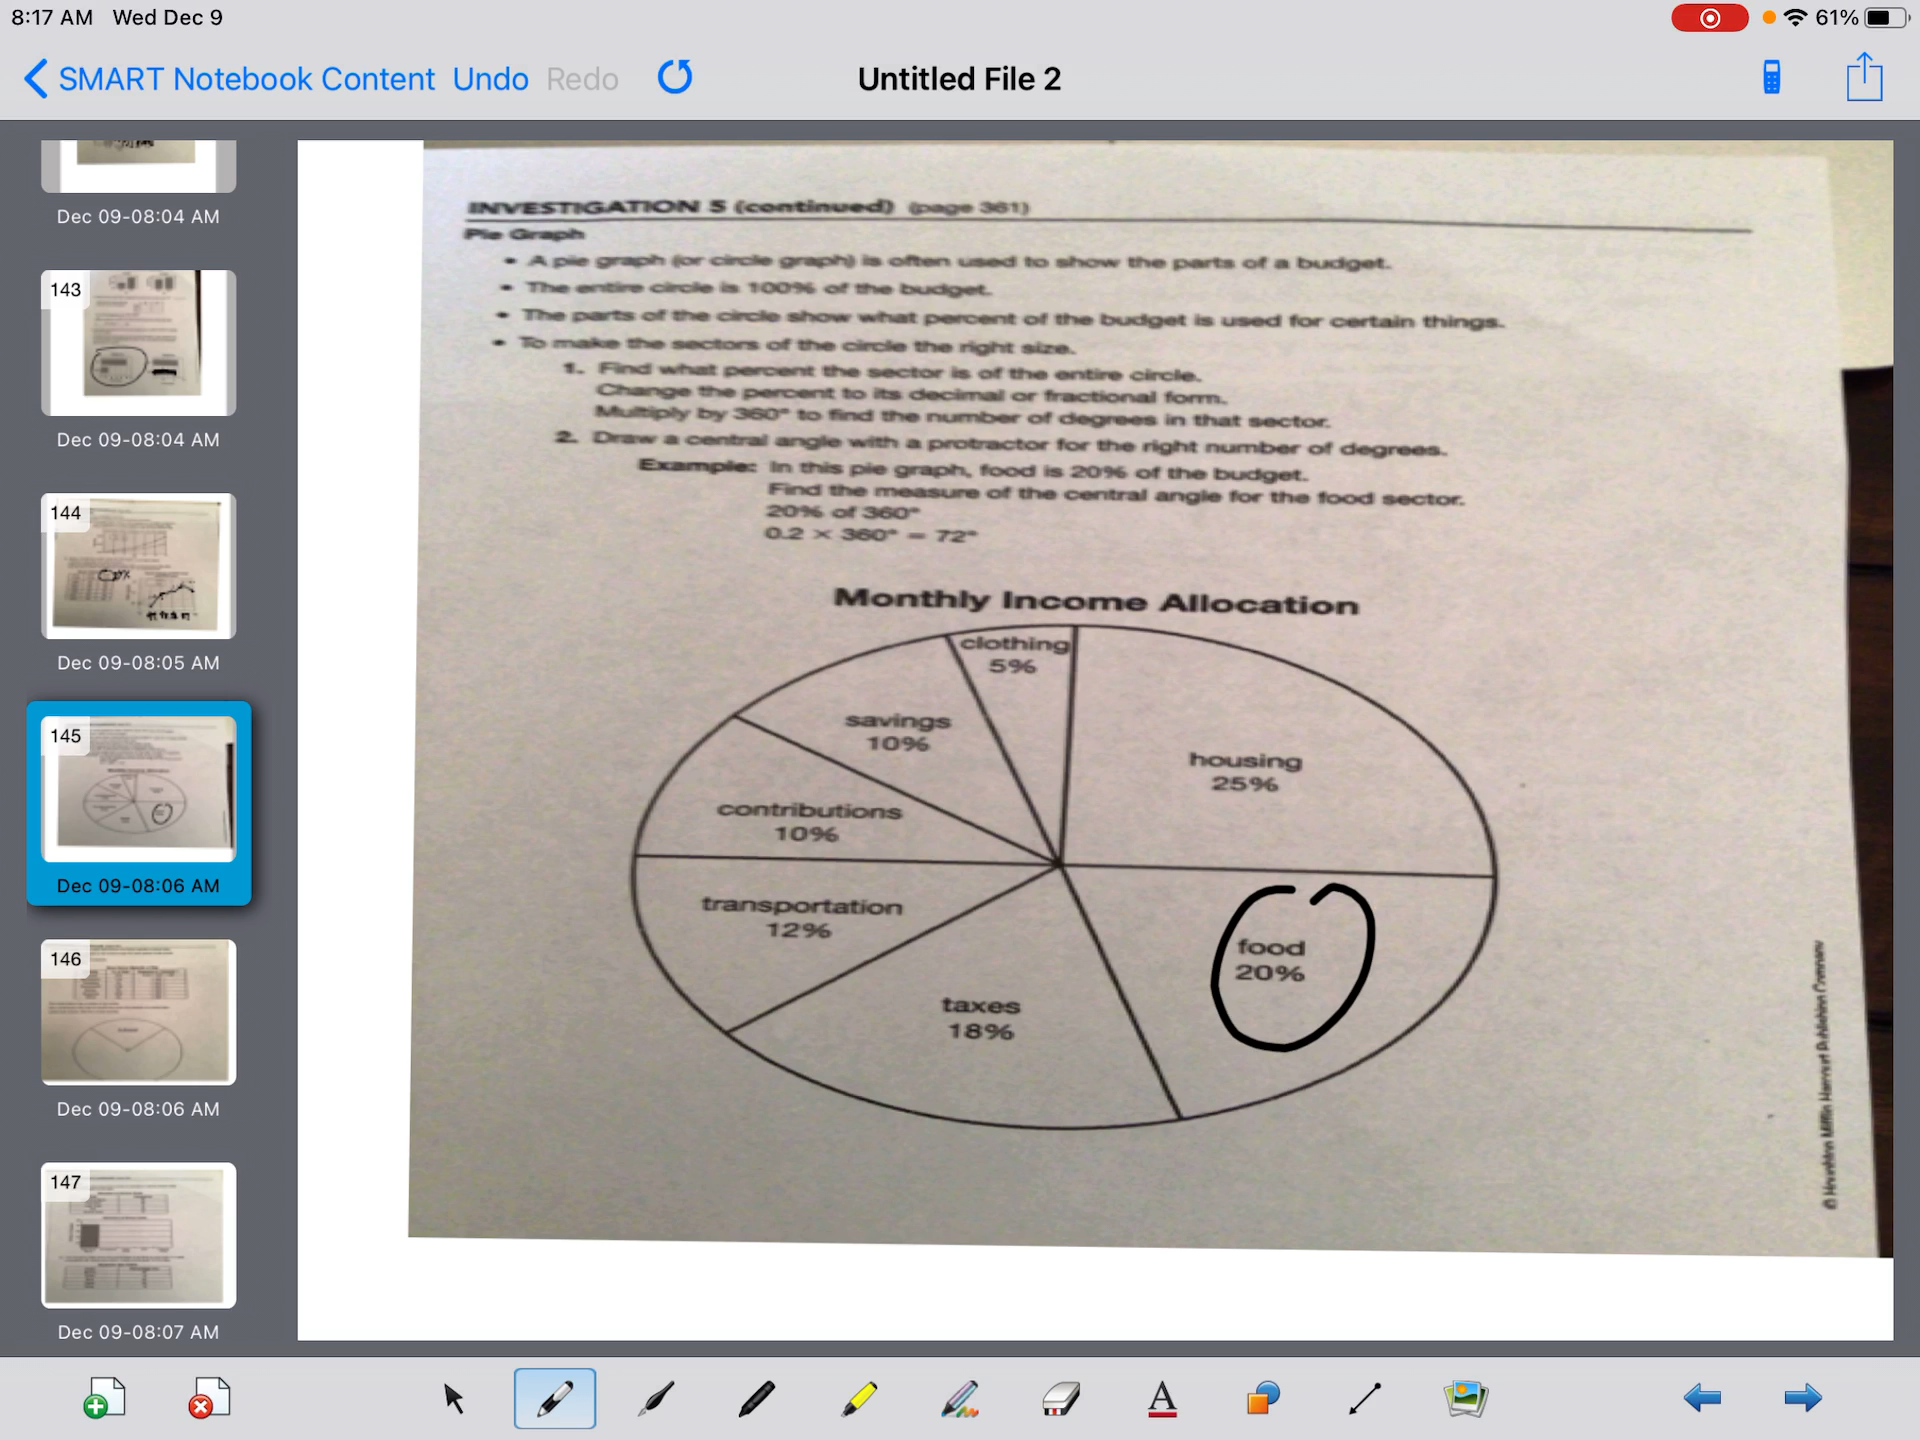 8:17 AM Wed Dec 9
61%
SMART Notebook Content Undo Redo
Untitled File 2
Dec 09-08:04 AM
143
Dec 09-08:04 AM
144
Dec 09-08:05 AM
145
Dec 09-08:06 AM
146
Dec 09-08:06 AM
147
Dec 09-08:07 AM
INVESTIGATION 5 (continued) (page 361)
Pie Graph
• A pie graph (or circle graph) is often used to show the parts of a budget.
• The entire circle is 100% of the budget.
• The parts of the circle show what percent of the budget is used for certain things.
• To make the sectors of the circle the right size.
1. Find what percent the sector is of the entire circle.
Change the percent to its decimal or fractional form.
Multiply by 360° to find the number of degrees in that sector.
2. Draw a central angle with a protractor for the right number of degrees.
Example: In this pie graph, food is 20% of the budget.
Find the measure of the central angle for the food sector.
20% of 360°
0.2 × 360° = 72°
Monthly Income Allocation
clothing
5%
savings
10%
housing
25%
contributions
10%
transportation
12%
food
20%
taxes
18%
© Houghton Mifflin Harcourt Publishing Company
A